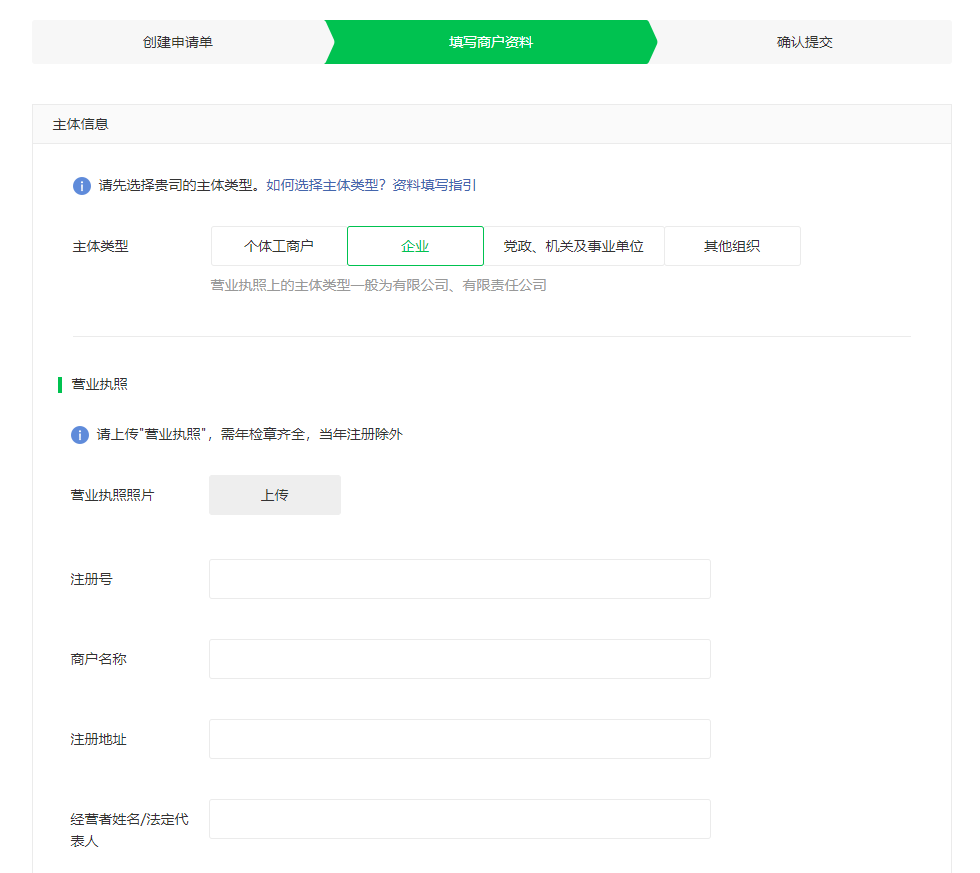 创建申请单
填写商户资料
确认提交
主体信息
请先选择贵司的主体类型。如何选择主体类型？资料填写指引
主体类型
个体工商户
企业
党政、机关及事业单位
其他组织
营业执照上的主体类型一般为有限公司、有限责任公司
营业执照
请上传"营业执照"，需年检章齐全，当年注册除外
营业执照照片
上传
注册号
商户名称
注册地址
经营者姓名/法定代
表人